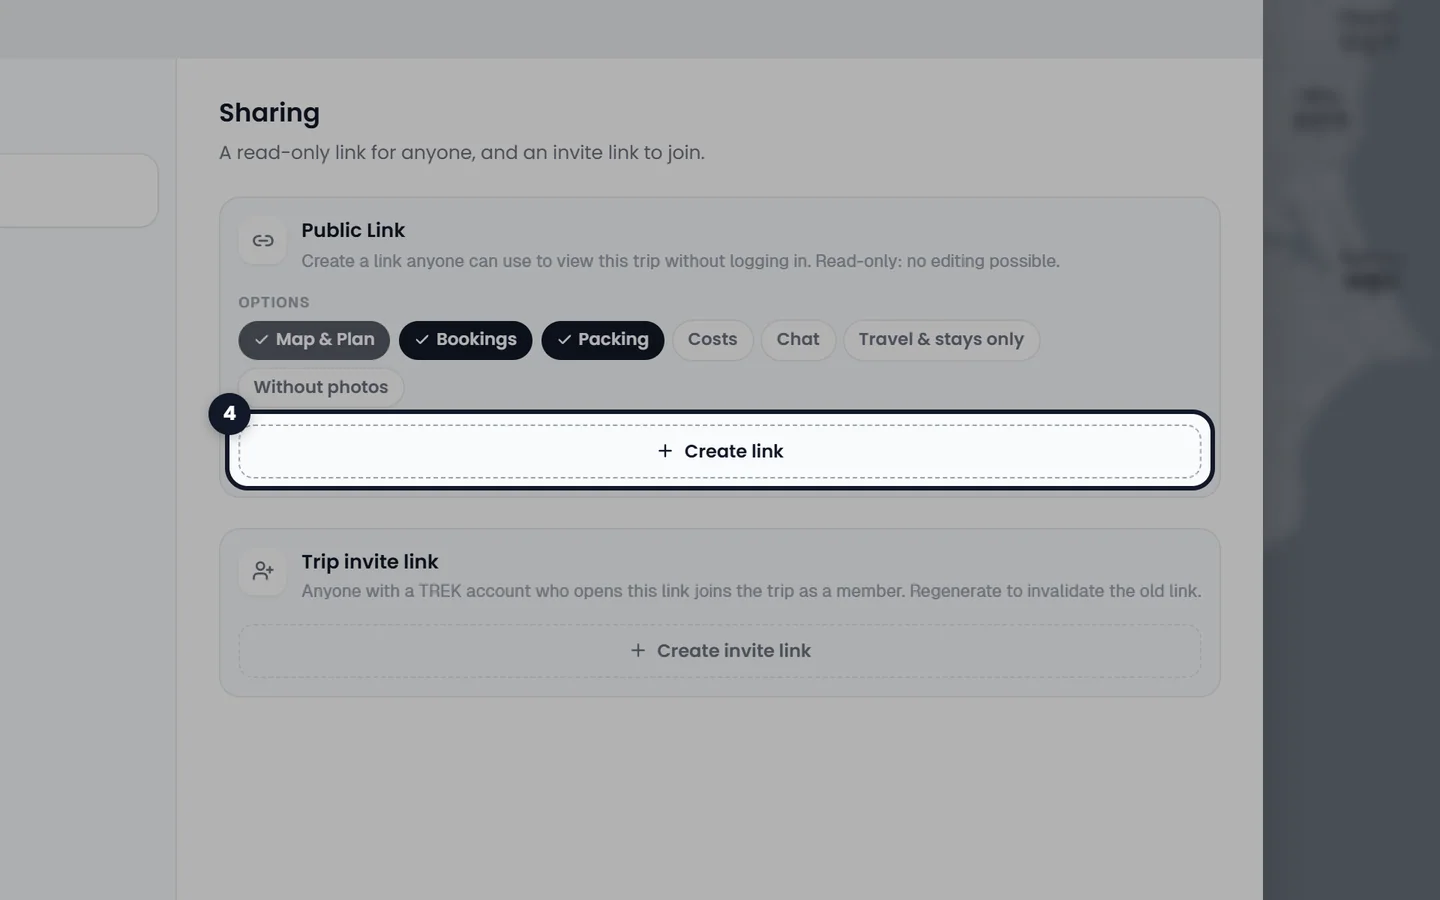 Sharing
A read-only link for anyone, and an invite link to join.
Public Link
Create a link anyone can use to view this trip without logging in. Read-only: no editing possible.
OPTIONS
Map & Plan Bookings Packing Costs Chat Travel & stays only
Without photos
4
Create link
Trip invite link
Anyone with a TREK account who opens this link joins the trip as a member. Regenerate to invalidate the old link.
Create invite link